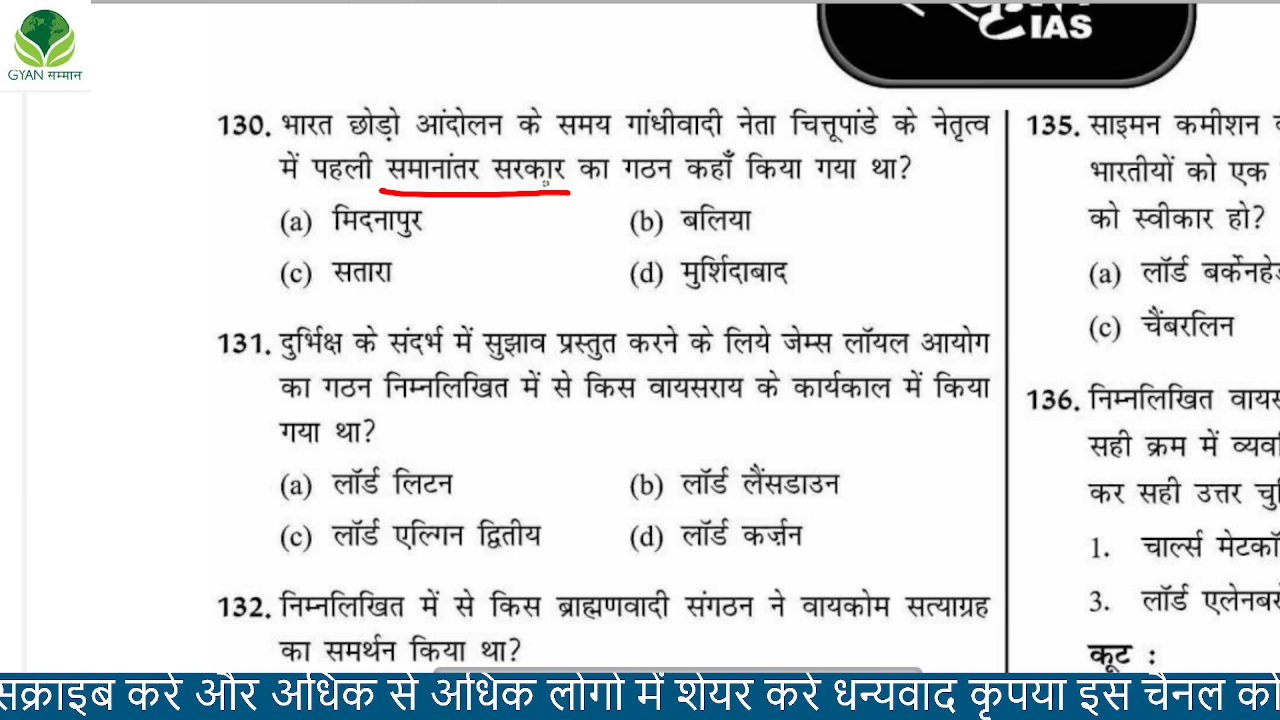 GYAN सम्मान
IAS
130. भारत छोड़ो आंदोलन के समय गांधीवादी नेता चित्तूपांडे के नेतृत्व
में पहली समानांतर सरकार का गठन कहाँ किया गया था?
(a) मिदनापुर (b) बलिया
(c) सतारा (d) मुर्शिदाबाद
131. दुर्भिक्ष के संदर्भ में सुझाव प्रस्तुत करने के लिये जेम्स लॉयल आयोग
का गठन निम्नलिखित में से किस वायसराय के कार्यकाल में किया
गया था?
(a) लॉर्ड लिटन (b) लॉर्ड लैंसडाउन
(c) लॉर्ड एल्गिन द्वितीय (d) लॉर्ड कर्ज़न
132. निम्नलिखित में से किस ब्राह्मणवादी संगठन ने वायकोम सत्याग्रह
का समर्थन किया था?
135. साइमन कमीशन
भारतीयों को एक
को स्वीकार हो?
(a) लॉर्ड
(c) चैंबरलिन
136. निम्नलिखित
सही क्रम में
कर सही उत्तर
1. चार्ल्स
3. लॉर्ड
कूट :
करे और अधिक से अधिक लोगो में शेयर करे धन्यवाद कृपया इस चैनल को